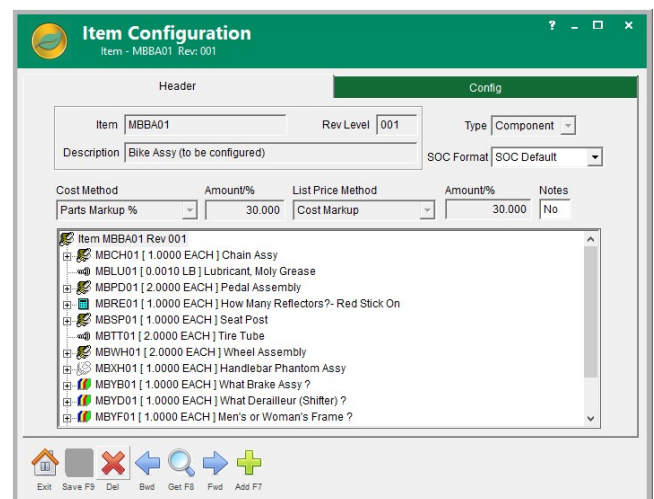 Item Configuration
Item - MBBA01 Rev: 001
? _ □ x
Header Config
Item MBBA01 Rev Level 001 Type Component
Description Bike Assy (to be configured) SOC Format SOC Default
Cost Method Amount/% List Price Method Amount/% Notes
Parts Markup % 30.000 Cost Markup 30.000 No
Item MBBA01 Rev 001
MBCH01 [ 1.0000 EACH ] Chain Assy
MBLU01 [ 0.0010 LB ] Lubricant, Moly Grease
MBPD01 [ 2.0000 EACH ] Pedal Assembly
MBRE01 [ 1.0000 EACH ] How Many Reflectors?- Red Stick On
MBSP01 [ 1.0000 EACH ] Seat Post
MBTT01 [ 2.0000 EACH ] Tire Tube
MBWH01 [ 2.0000 EACH ] Wheel Assembly
MBXH01 [ 1.0000 EACH ] Handlebar Phantom Assy
MBYB01 [ 1.0000 EACH ] What Brake Assy ?
MBYD01 [ 1.0000 EACH ] What Derailleur (Shifter) ?
MBYF01 [ 1.0000 EACH ] Men's or Woman's Frame ?
Exit Save F9 Del Bwd Get F8 Fwd Add F7